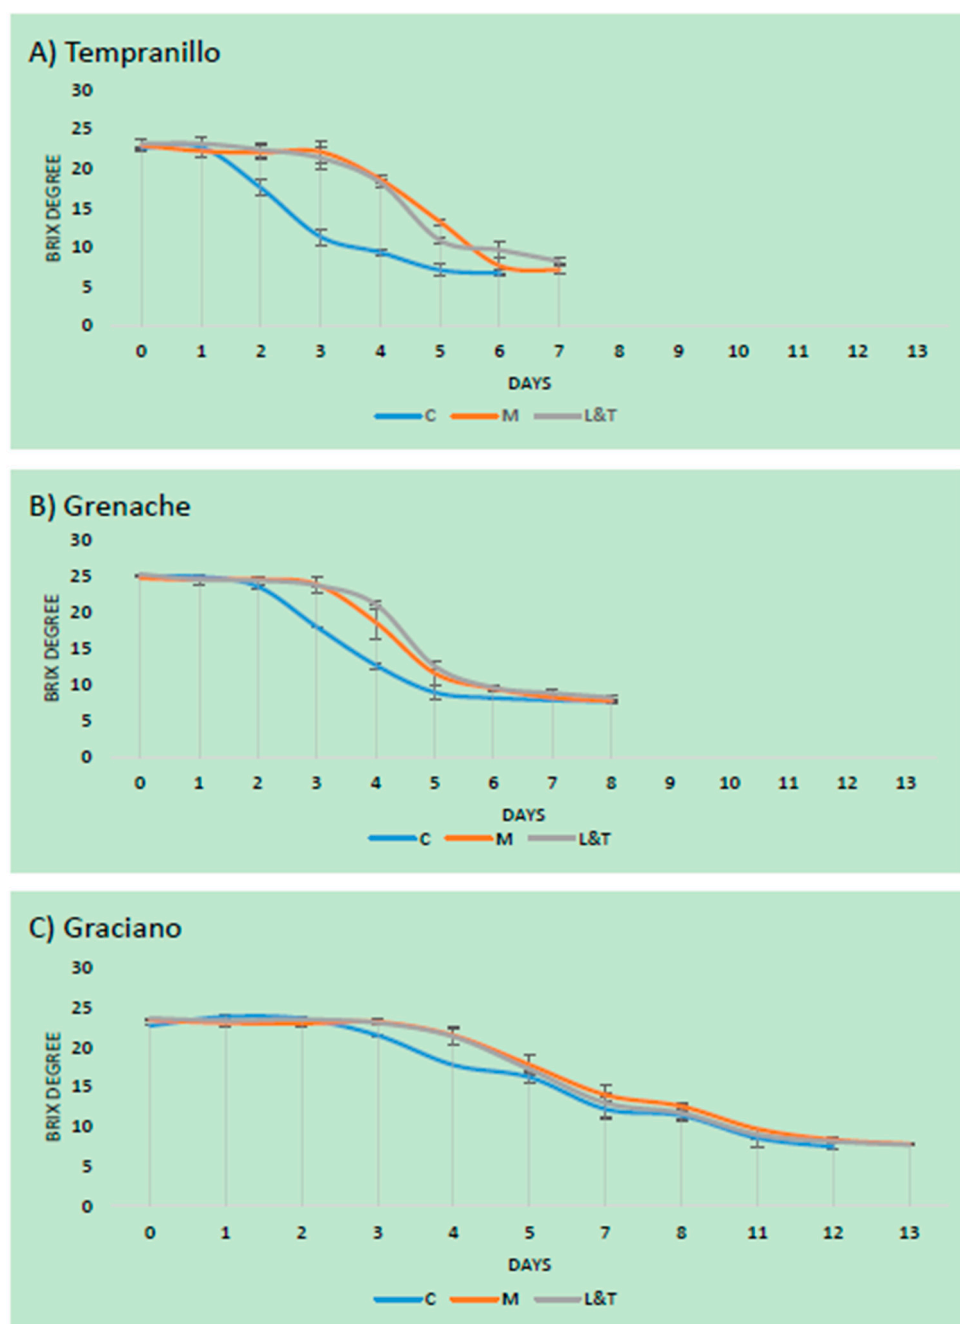 A) Tempranillo
30
25
20
15
10
5
0
BRIX DEGREE
0 1 2 3 4 5 6 7 8 9 10 11 12 13
DAYS
C M L&T
B) Grenache
30
25
20
15
10
5
0
BRIX DEGREE
0 1 2 3 4 5 6 7 8 9 10 11 12 13
DAYS
C M L&T
C) Graciano
30
25
20
15
10
5
0
BRIX DEGREE
0 1 2 3 4 5 7 8 11 12 13
DAYS
C M L&T